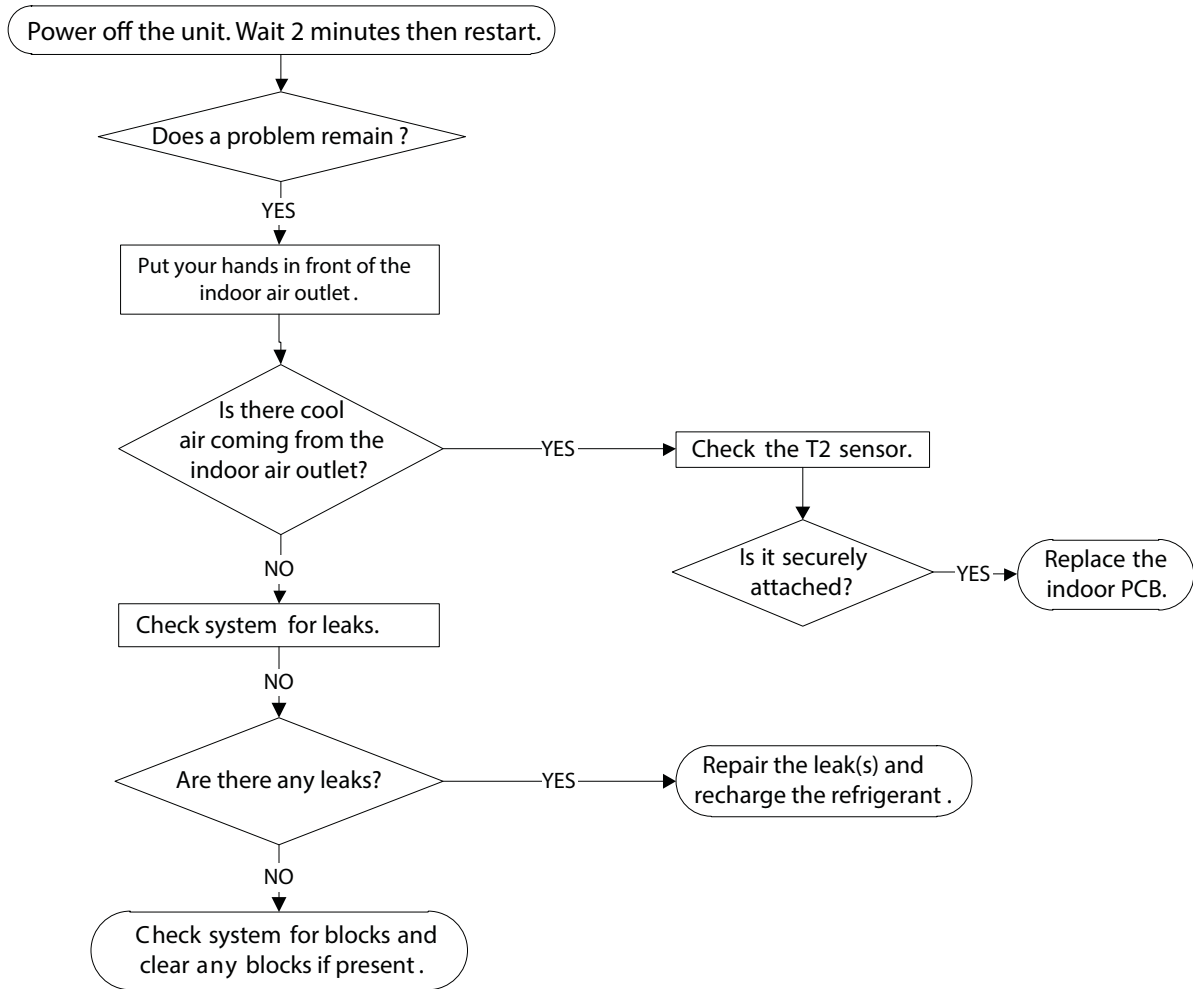 Power off the unit. Wait 2 minutes then restart.
Does a problem remain ?
YES
Put your hands in front of the
indoor air outlet .
Is there cool
air coming from the
indoor air outlet?
YES
Check the T2 sensor.
Is it securely
attached?
YES
Replace the
indoor PCB.
NO
Check system for leaks.
NO
Are there any leaks?
YES
Repair the leak(s) and
recharge the refrigerant .
NO
Check system for blocks and
clear any blocks if present .